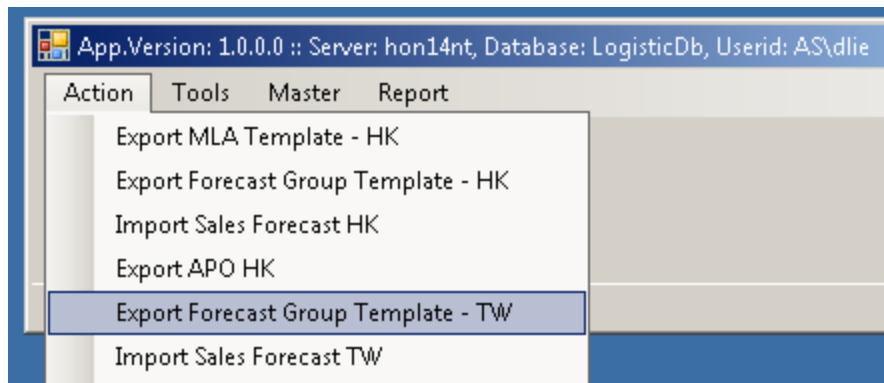 App.Version: 1.0.0.0 :: Server: hon14nt, Database: LogisticDb, Userid: AS\dlie
Action Tools Master Report
Export MLA Template - HK
Export Forecast Group Template - HK
Import Sales Forecast HK
Export APO HK
Export Forecast Group Template - TW
Import Sales Forecast TW